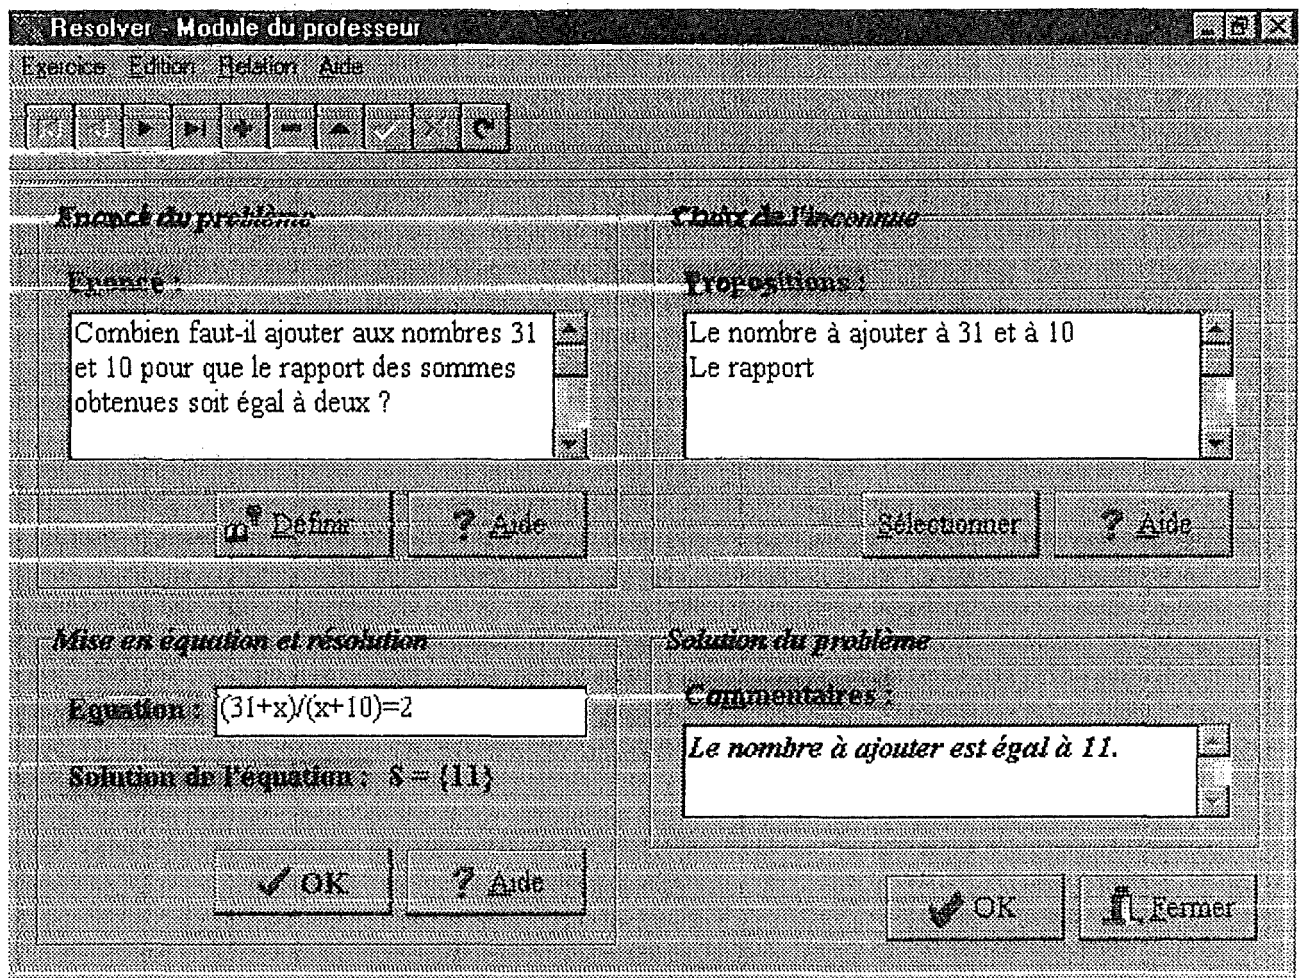 Resolver - Module du professeur
Exercice Edition Relation Aide
Enoncé du problème
Enoncé :
Combien faut-il ajouter aux nombres 31
et 10 pour que le rapport des sommes
obtenues soit égal à deux ?
Définir
? Aide
Choix de l'inconnue
Propositions :
Le nombre à ajouter à 31 et à 10
Le rapport
Sélectionner
? Aide
Mise en équation et résolution
Equation : (31+x)/(x+10)=2
Solution de l'équation : S = {11}
OK
? Aide
Solution du problème
Commentaires :
Le nombre à ajouter est égal à 11.
OK
Fermer